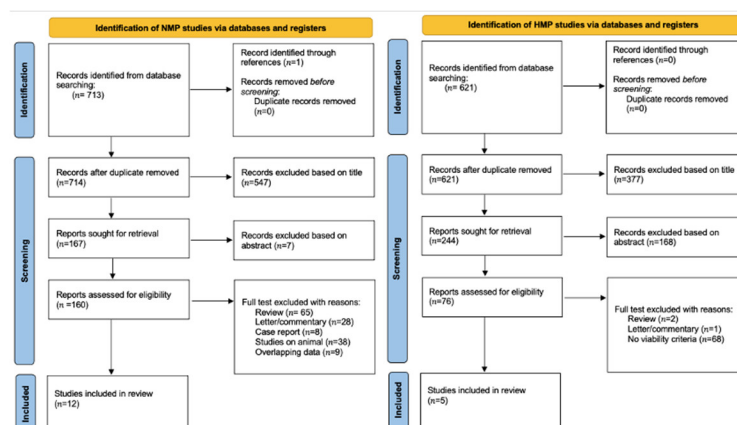 Identification of NMP studies via databases and registers
Identification
Records identified from database
searching:
(n= 713)
Record identified through
references (n=1)
Records removed before
screening:
Duplicate records removed
(n=0)
Screening
Records after duplicate removed
(n=714)
Records excluded based on title
(n=547)
Reports sought for retrieval
(n=167)
Records excluded based on
abstract (n=7)
Reports assessed for eligibility
(n =160)
Full test excluded with reasons:
Review (n= 65)
Letter/commentary (n=28)
Case report (n=8)
Studies on animal (n=38)
Overlapping data (n=9)
Included
Studies included in review
(n=12)
Identification of HMP studies via databases and registers
Identification
Records identified from database
searching:
(n= 621)
Record identified through
references (n=0)
Records removed before
screening:
Duplicate records removed
(n=0)
Screening
Records after duplicate removed
(n=621)
Records excluded based on title
(n=377)
Reports sought for retrieval
(n=244)
Records excluded based on
abstract (n=168)
Reports assessed for eligibility
(n=76)
Full test excluded with reasons:
Review (n=2)
Letter/commentary (n=1)
No viability criteria (n=68)
Included
Studies included in review
(n=5)